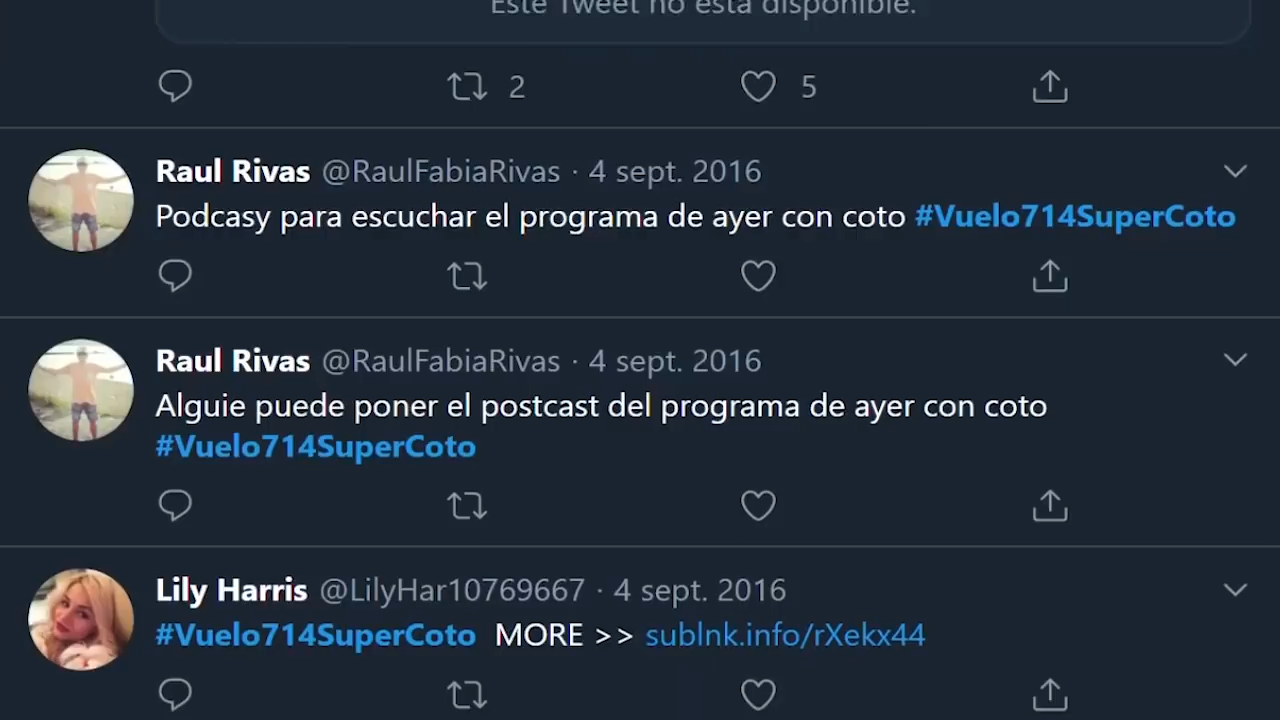 Este Tweet no está disponible.
2 5
Raul Rivas @RaulFabiaRivas · 4 sept. 2016
Podcasy para escuchar el programa de ayer con coto #Vuelo714SuperCoto
Raul Rivas @RaulFabiaRivas · 4 sept. 2016
Alguie puede poner el postcast del programa de ayer con coto
#Vuelo714SuperCoto
Lily Harris @LilyHar10769667 · 4 sept. 2016
#Vuelo714SuperCoto MORE >> sublnk.info/rXekx44